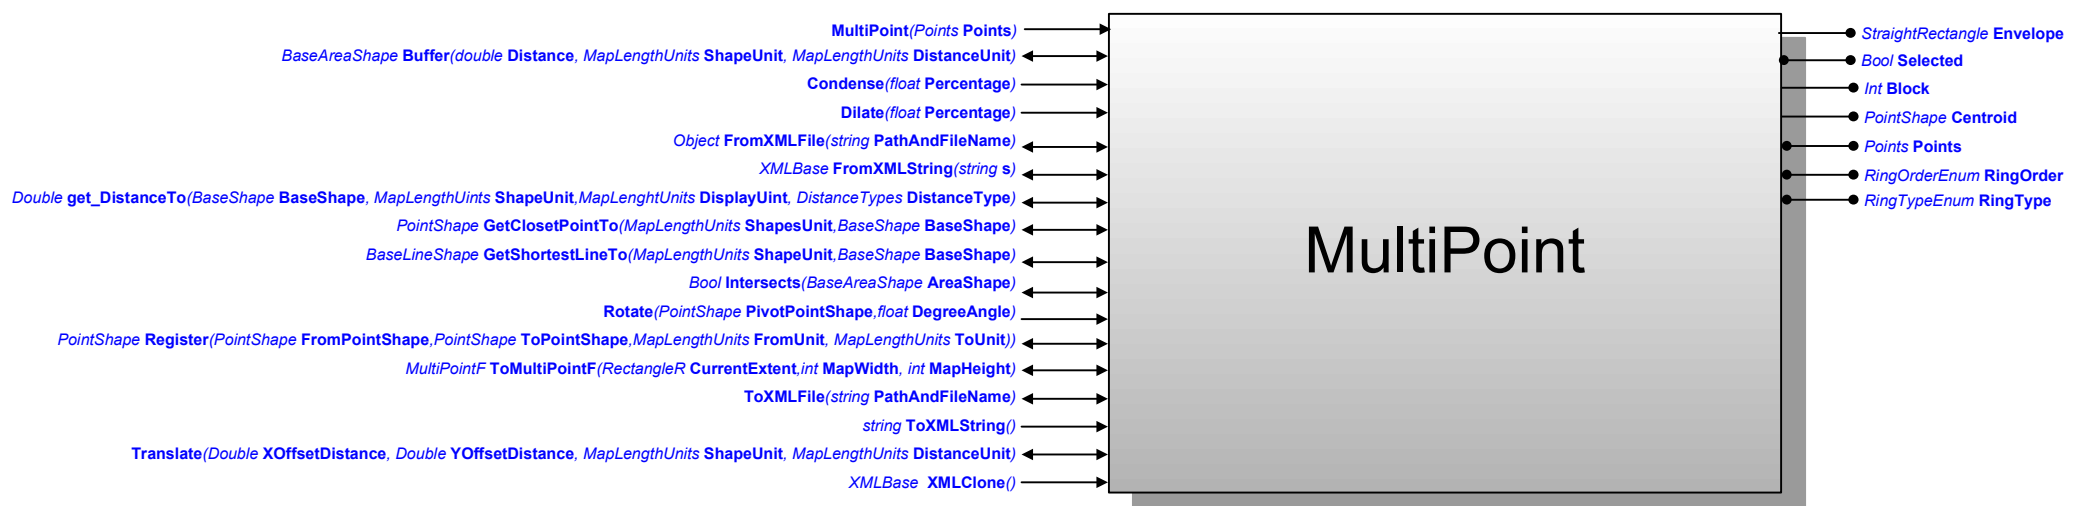 MultiPoint(Points Points)
BaseAreaShape Buffer(double Distance, MapLengthUnits ShapeUnit, MapLengthUnits DistanceUnit)
Condense(float Percentage)
Dilate(float Percentage)
Object FromXMLFile(string PathAndFileName)
XMLBase FromXMLString(string s)
Double get_DistanceTo(BaseShape BaseShape, MapLengthUints ShapeUnit,MapLenghtUnits DisplayUint, DistanceTypes DistanceType)
PointShape GetClosetPointTo(MapLengthUnits ShapesUnit,BaseShape BaseShape)
BaseLineShape GetShortestLineTo(MapLengthUnits ShapeUnit,BaseShape BaseShape)
Bool Intersects(BaseAreaShape AreaShape)
Rotate(PointShape PivotPointShape,float DegreeAngle)
PointShape Register(PointShape FromPointShape,PointShape ToPointShape,MapLengthUnits FromUnit, MapLengthUnits ToUnit))
MultiPointF ToMultiPointF(RectangleR CurrentExtent,int MapWidth, int MapHeight)
ToXMLFile(string PathAndFileName)
string ToXMLString()
Translate(Double XOffsetDistance, Double YOffsetDistance, MapLengthUnits ShapeUnit, MapLengthUnits DistanceUnit)
XMLBase XMLClone()
MultiPoint
StraightRectangle Envelope
Bool Selected
Int Block
PointShape Centroid
Points Points
RingOrderEnum RingOrder
RingTypeEnum RingType